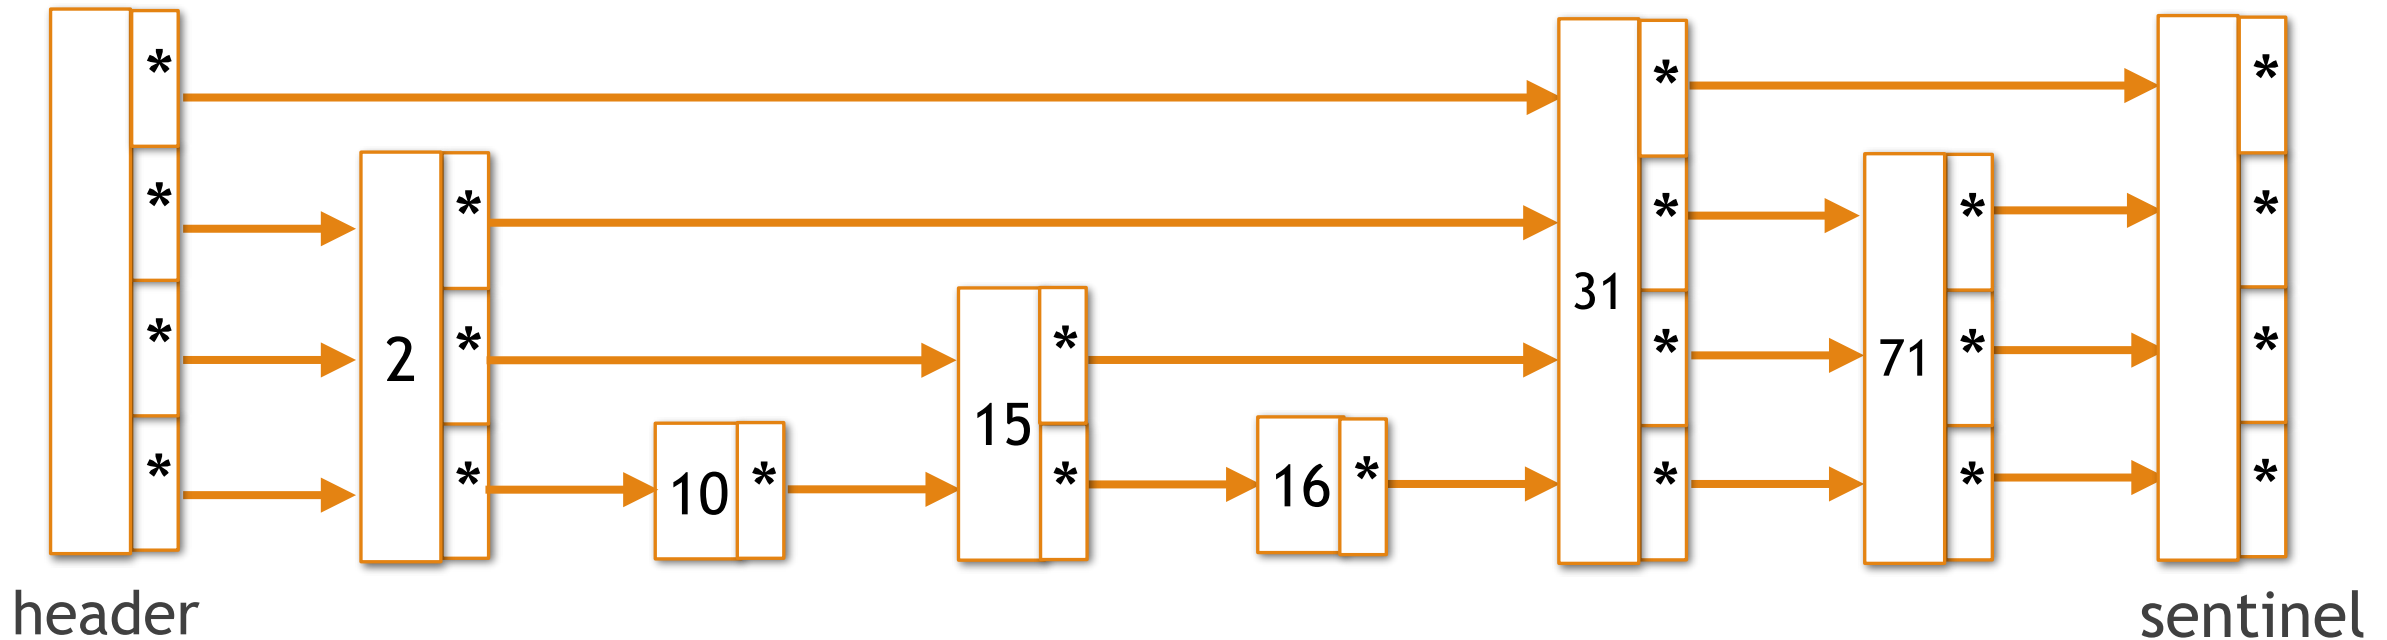 * * *
* * * * *
* * * * * *
* 2 * 10 * 15 * 16 * 31 * 71 * *
header sentinel